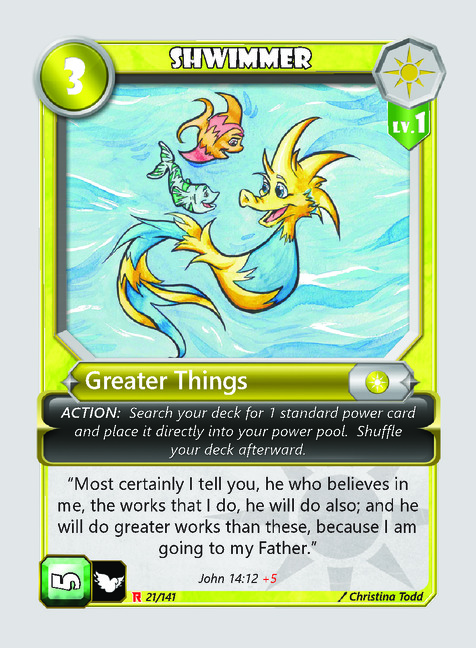 SHWIMMER
3
LV.1
Greater Things
ACTION: Search your deck for 1 standard power card
and place it directly into your power pool. Shuffle
your deck afterward.
“Most certainly I tell you, he who believes in
me, the works that I do, he will do also; and he
will do greater works than these, because I am
going to my Father.”
John 14:12 +5
R 21/141
Christina Todd